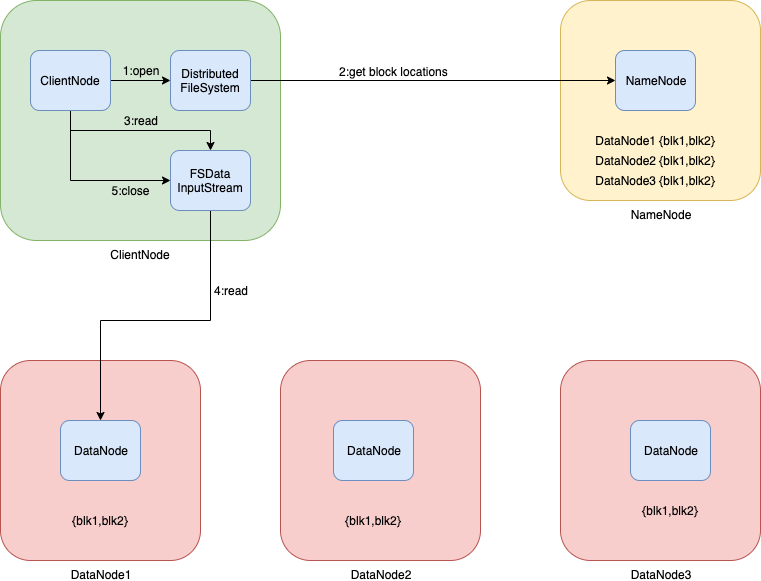 ClientNode
1:open
Distributed
FileSystem
2:get block locations
NameNode
3:read
DataNode1 {blk1,blk2}
DataNode2 {blk1,blk2}
DataNode3 {blk1,blk2}
FSData
InputStream
5:close
NameNode
ClientNode
4:read
DataNode
DataNode
DataNode
{blk1,blk2}
{blk1,blk2}
{blk1,blk2}
DataNode1
DataNode2
DataNode3